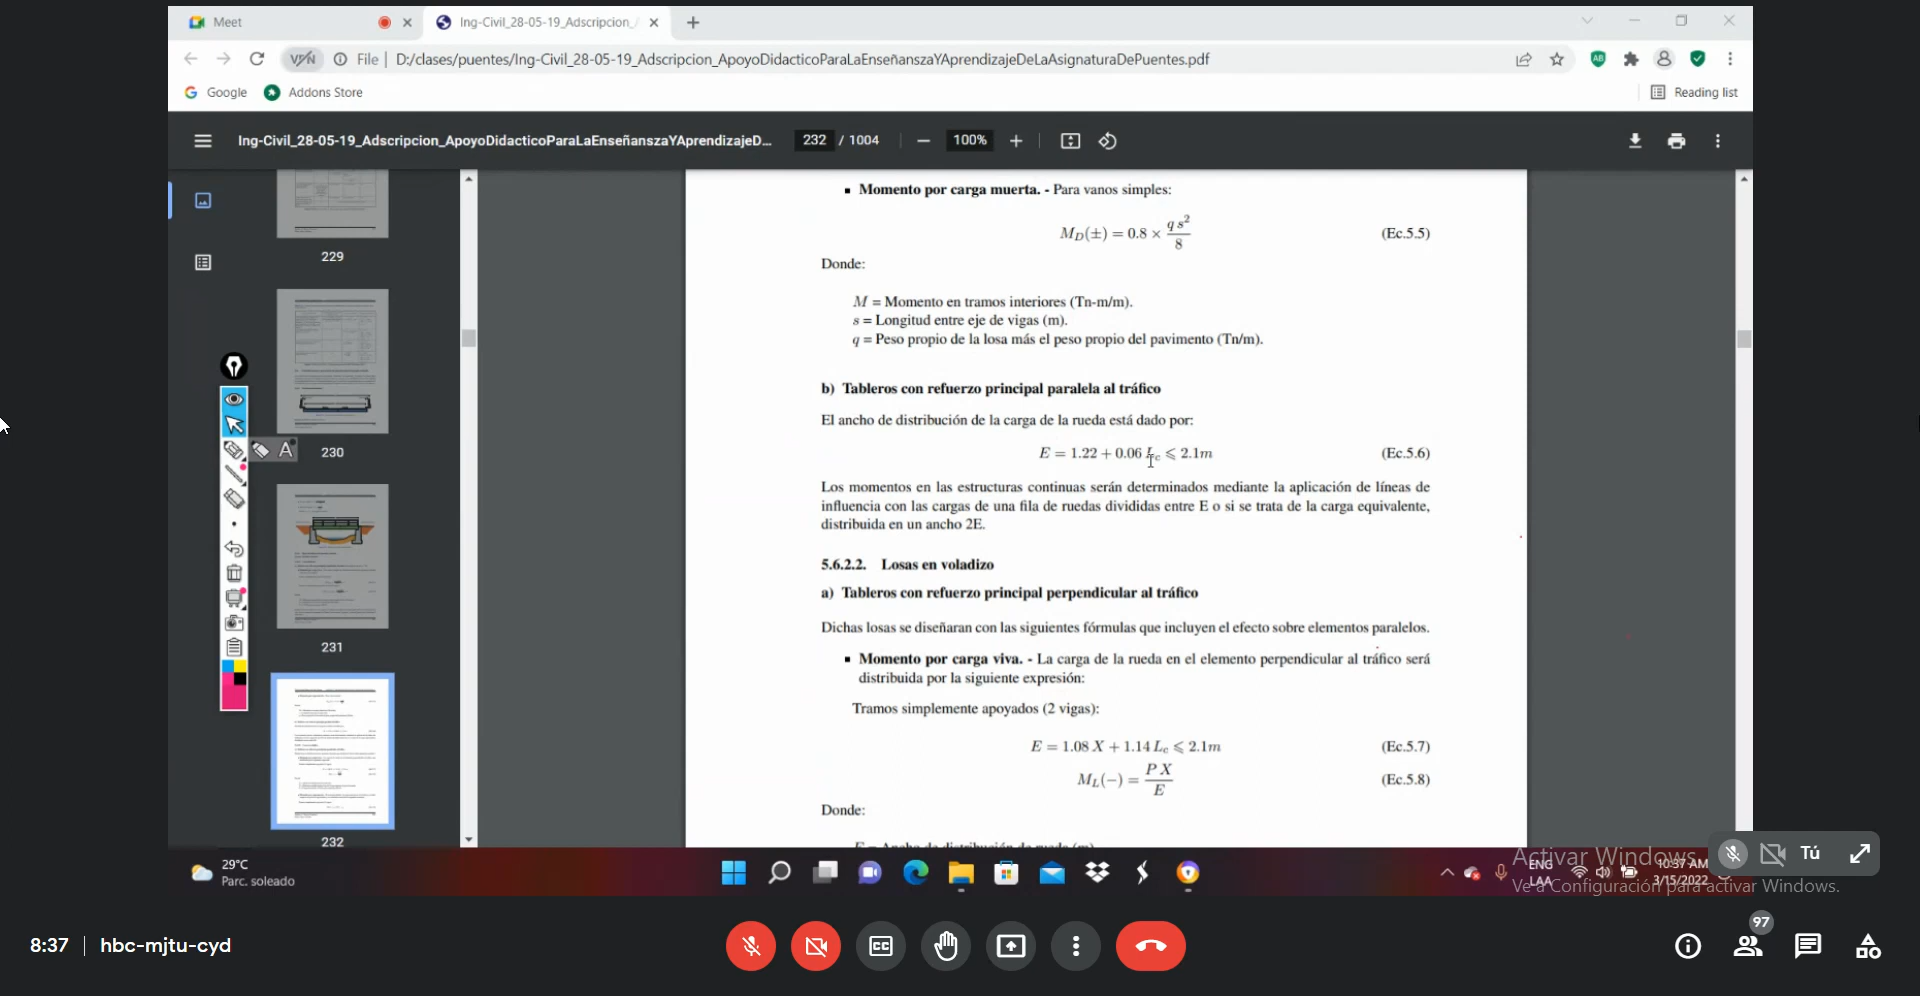 Meet
Ing-Civil_28-05-19_Adscripcion_
File
D:/clases/puentes/Ing-Civil_28-05-19_Adscripcion_ApoyoDidacticoParaLaEnseñanszaYAprendizajeDeLaAsignaturaDePuentes.pdf
Google
Addons Store
Reading list
Ing-Civil_28-05-19_Adscripcion_ApoyoDidacticoParaLaEnseñanszaYAprendizajeD...
232 / 1004
100%
229
230
231
232
▪ Momento por carga muerta. - Para vanos simples:
M_D(±) = 0.8 × q s² / 8 (Ec.5.5)
Donde:
M = Momento en tramos interiores (Tn-m/m).
s = Longitud entre eje de vigas (m).
q = Peso propio de la losa más el peso propio del pavimento (Tn/m).
b) Tableros con refuerzo principal paralela al tráfico
El ancho de distribución de la carga de la rueda está dado por:
E = 1.22 + 0.06 L_c ⩽ 2.1m (Ec.5.6)
Los momentos en las estructuras continuas serán determinados mediante la aplicación de líneas de
influencia con las cargas de una fila de ruedas divididas entre E o si se trata de la carga equivalente,
distribuida en un ancho 2E.
5.6.2.2. Losas en voladizo
a) Tableros con refuerzo principal perpendicular al tráfico
Dichas losas se diseñaran con las siguientes fórmulas que incluyen el efecto sobre elementos paralelos.
▪ Momento por carga viva. - La carga de la rueda en el elemento perpendicular al tráfico será
distribuida por la siguiente expresión:
Tramos simplemente apoyados (2 vigas):
E = 1.08 X + 1.14 L_c ⩽ 2.1m (Ec.5.7)
M_L(−) = P X / E (Ec.5.8)
Donde:
E = Ancho de distribución de rueda (m)
29°C
Parc. soleado
ENG
LAA
10:37 AM
3/15/2022
Activar Windows
Ve a Configuración para activar Windows.
Tú
8:37
hbc-mjtu-cyd
97